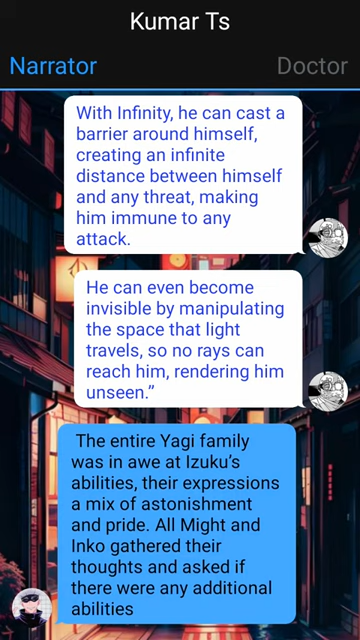 Kumar Ts
Narrator
Doctor
With Infinity, he can cast a
barrier around himself,
creating an infinite
distance between himself
and any threat, making
him immune to any
attack.
He can even become
invisible by manipulating
the space that light
travels, so no rays can
reach him, rendering him
unseen.”
The entire Yagi family
was in awe at Izuku’s
abilities, their expressions
a mix of astonishment
and pride. All Might and
Inko gathered their
thoughts and asked if
there were any additional
abilities